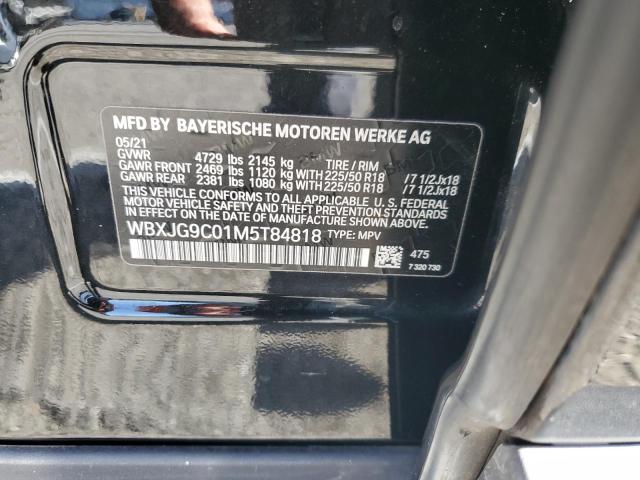 MFD BY BAYERISCHE MOTOREN WERKE AG
05/21
GVWR 4729 lbs 2145 kg TIRE / RIM
GAWR FRONT 2469 lbs 1120 kg WITH 225/50 R18 / 7 1/2Jx18
GAWR REAR 2381 lbs 1080 kg WITH 225/50 R18 / 7 1/2Jx18
THIS VEHICLE CONFORMS TO ALL APPLICABLE U.S. FEDERAL
MOTOR VEHICLE SAFETY AND THEFT PREVENTION STANDARDS
IN EFFECT ON THE DATE OF MANUFACTURE SHOWN ABOVE.
WBXJG9C01M5T84818 TYPE: MPV
475
7 320 730